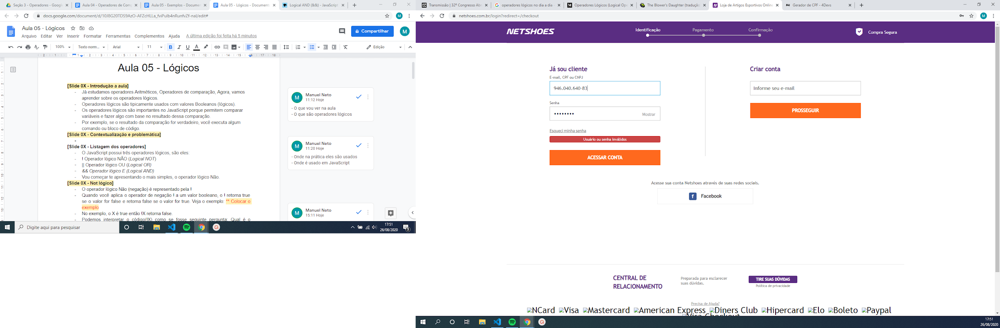 Seção 3 - Operadores - Google
Aula 04 - Operadores de Comp
Aula 05 - Exemplos - Documen
Aula 05 - Lógicos - Documento
Logical AND (&&) - JavaScript
docs.google.com/document/d/10J8G20TDS9AzO-AFZcHLLa_fviPuIb4nRunfvZf-naI/edit#
M
Aula 05 - Lógicos
Compartilhar
M
Arquivo Editar Ver Inserir Formatar Ferramentas Complementos Ajuda A última edição foi feita há 5 minutos
100% Texto norm... Arial 11 B I U A Edição
Aula 05 - Lógicos
[Slide 0X - Introdução a aula]
- Já estudamos operadores Aritméticos, Operadores de comparação, Agora, vamos
aprender sobre os operadores lógicos.
- Operadores lógicos são tipicamente usados com valores Booleanos (lógicos).
- Os operadores lógicos são importantes no JavaScript porque permitem comparar
variáveis e fazer algo com base no resultado dessa comparação.
- Por exemplo, se o resultado da comparação for verdadeiro, você executa algum
comando ou bloco de código.
[Slide 0X - Contextualização e problemática]
-
[Slide 0X - Listagem dos operadores]
- O JavaScript possui três operadores lógicos, são eles:
- ! Operador lógico NÃO (Logical NOT)
- || Operador lógico OU (Logical OR)
- && Operador lógico E (Logical AND)
- Vou começar te apresentando o mais simples, o operador lógico Não.
[Slide 0X - Not lógico]
- O operador lógico Não (negação) é representado pela !
- Quando você aplica o operador de negação ! a um valor booleano, o ! retorna true
se o valor for false e retorna false se o valor for true. Veja o exemplo: ** Colocar o
exemplo
- No exemplo, o X é true então !X retorna false.
- Podemos interpretar o código(!X) como se fosse seguinte pergunta: Qual é o
M
Manuel Neto
11:12 Hoje
- O que vou ver na aula
- O que são operadores lógicos
M
Manuel Neto
11:20 Hoje
- Onde na prática eles são usados
- Onde é usado em JavaScript
M
Manuel Neto
15:11 Hoje
Digite aqui para pesquisar
17:51
26/08/2020
3
Transmissão | 32º Congresso Abr
operadores lógicos no dia a dia
Operadores Lógicos (Logical Ope
The Blower's Daughter (tradução
Loja de Artigos Esportivos Online
Gerador de CPF - 4Devs
netshoes.com.br/login?redirect=/checkout
M
NETSHOES
Identificação
Pagamento
Confirmação
Compra Segura
Já sou cliente
E-mail, CPF ou CNPJ
946.040.640-83
Senha
••••••••
Mostrar
Esqueci minha senha
Usuário ou senha inválidos
ACESSAR CONTA
Criar conta
Informe seu e-mail
PROSSEGUIR
Acesse sua conta Netshoes através de suas redes sociais.
f Facebook
CENTRAL DE
RELACIONAMENTO
Preparada para esclarecer
suas dúvidas.
TIRE SUAS DÚVIDAS
Política de privacidade
Precisa de Ajuda?
NCard Visa Mastercard American Express Diners Club Hipercard Elo Boleto Paypal
Visa Checkout
17:51
26/08/2020